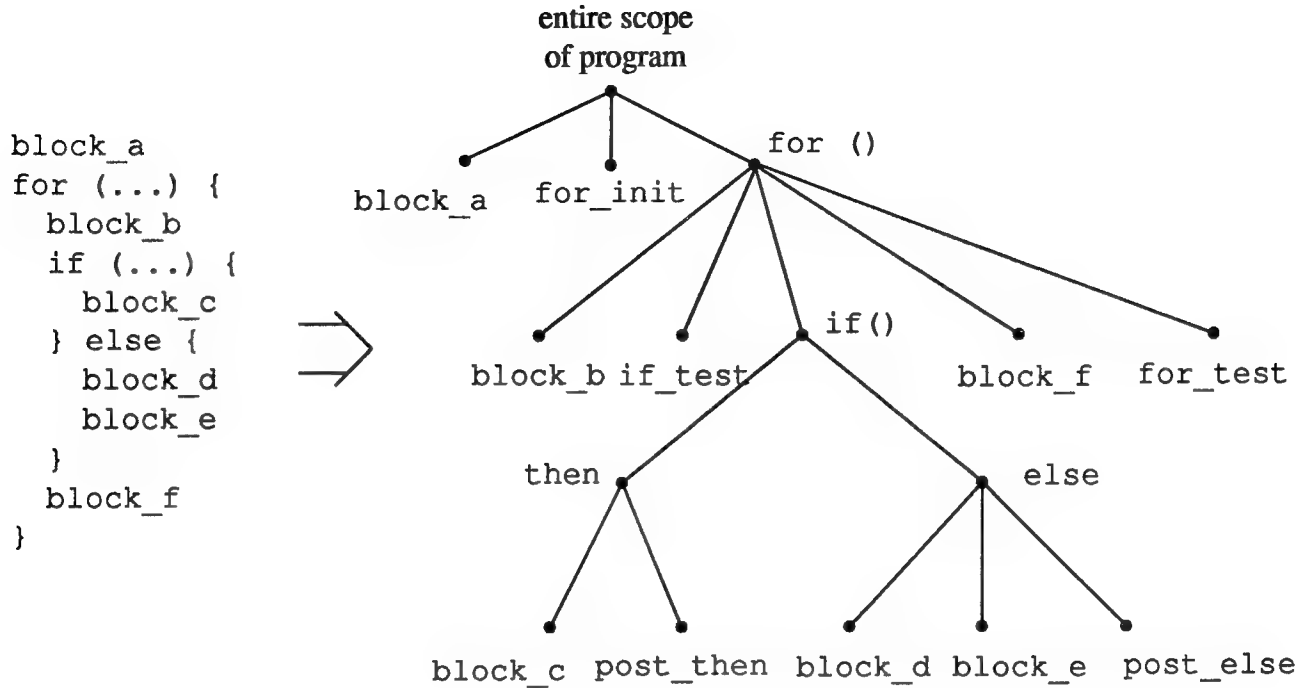 entire scope
of program
block_a
for (...) {
  block_b
  if (...) {
    block_c
  } else {
    block_d
    block_e
  }
  block_f
}
for ()
block_a
for_init
if()
block_b if_test
block_f
for_test
then
else
block_c
post_then
block_d
block_e
post_else